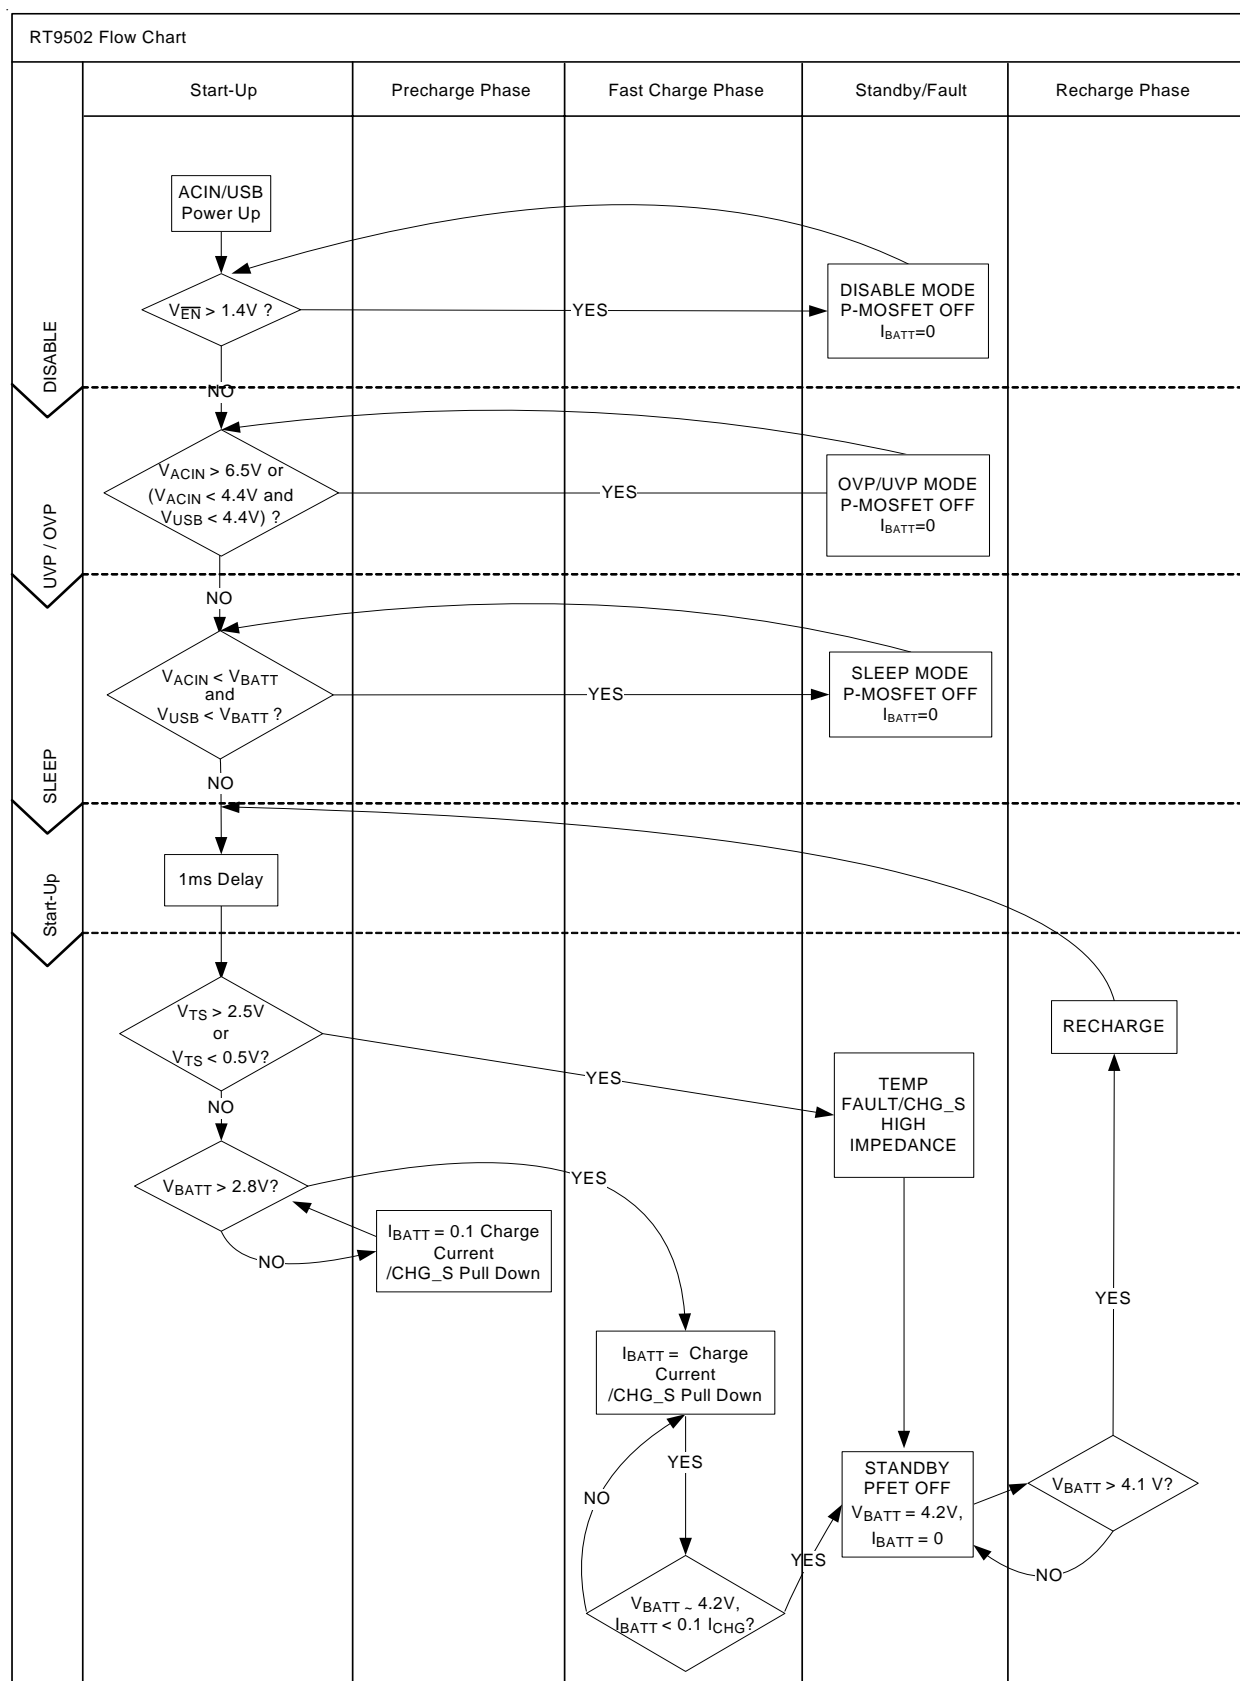 RT9502 Flow Chart
Start-Up
Precharge Phase
Fast Charge Phase
Standby/Fault
Recharge Phase
ACIN/USB
Power Up
VEN > 1.4V ?
YES
DISABLE MODE
P-MOSFET OFF
IBATT=0
DISABLE
NO
VACIN > 6.5V or
(VACIN < 4.4V and
VUSB < 4.4V) ?
YES
OVP/UVP MODE
P-MOSFET OFF
IBATT=0
UVP / OVP
NO
VACIN < VBATT
and
VUSB < VBATT ?
YES
SLEEP MODE
P-MOSFET OFF
IBATT=0
SLEEP
NO
1ms Delay
Start-Up
VTS > 2.5V
or
VTS < 0.5V?
YES
TEMP
FAULT/CHG_S
HIGH
IMPEDANCE
RECHARGE
NO
VBATT > 2.8V?
YES
NO
IBATT = 0.1 Charge
Current
/CHG_S Pull Down
IBATT = Charge
Current
/CHG_S Pull Down
YES
NO
VBATT ~ 4.2V,
IBATT < 0.1 ICHG?
YES
STANDBY
PFET OFF
VBATT = 4.2V,
IBATT = 0
VBATT > 4.1 V?
YES
NO